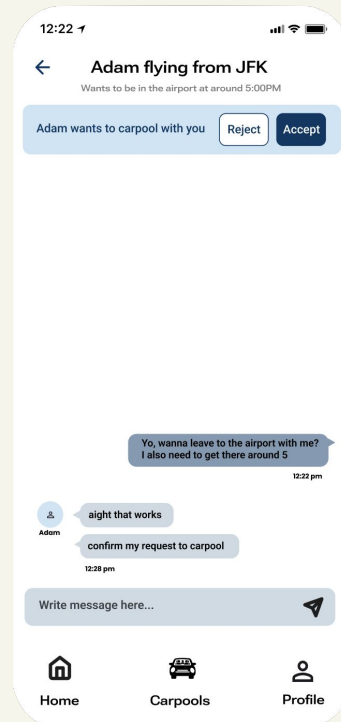 12:22
Adam flying from JFK
Wants to be in the airport at around 5:00PM
Adam wants to carpool with you
Reject
Accept
Yo, wanna leave to the airport with me?
I also need to get there around 5
12:22 pm
aight that works
Adam
confirm my request to carpool
12:28 pm
Write message here...
Home
Carpools
Profile